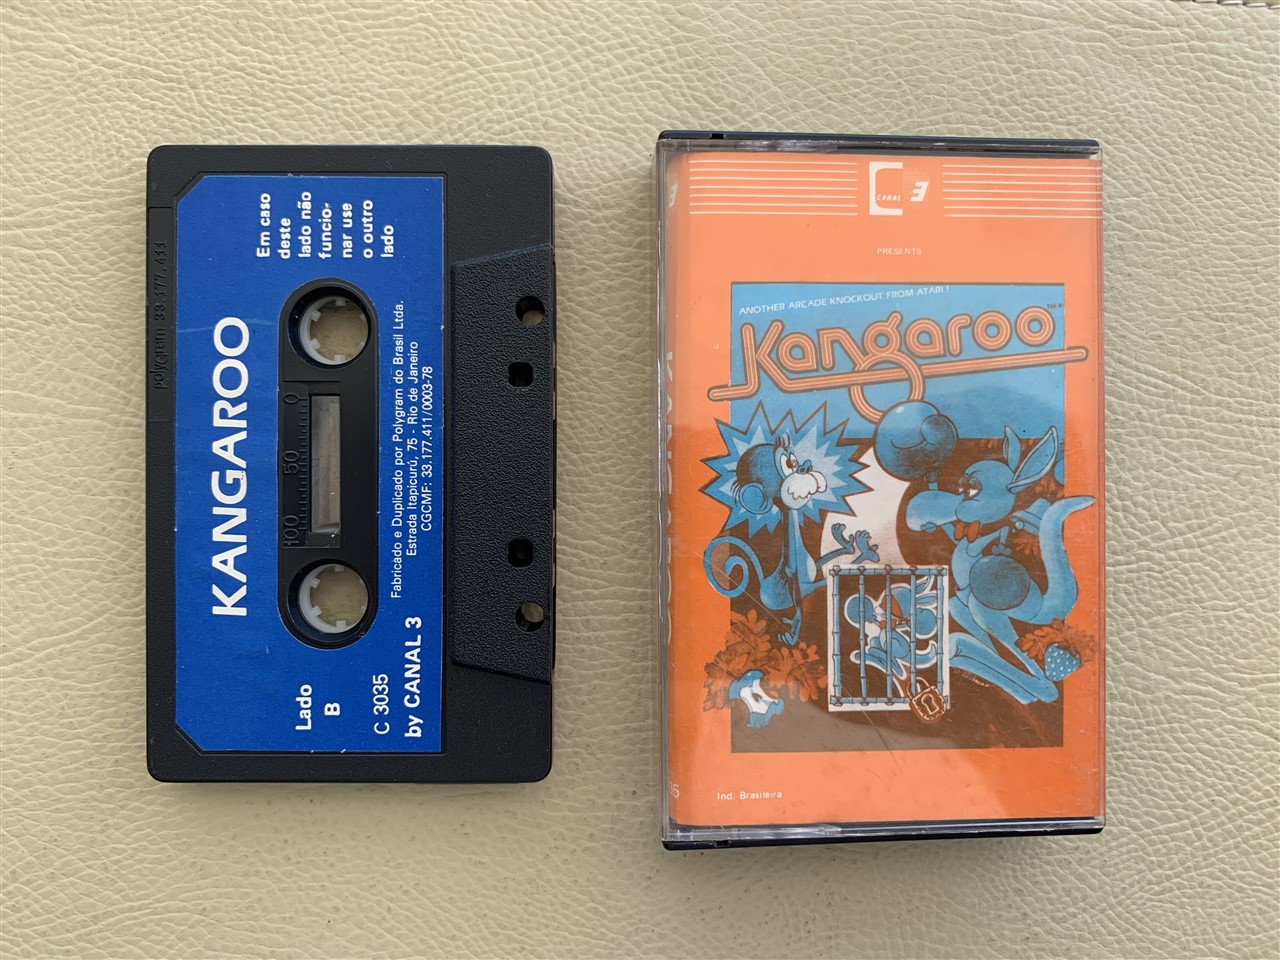 KANGAROO
Em caso
deste
lado não
funcio-
nar use
o outro
lado
Lado
B
100 50 0
Fabricado e Duplicado por Polygram do Brasil Ltda.
Estrada Itapicurú, 75 - Rio de Janeiro
CGCMF: 33.177.411/0003-78
C 3035
by CANAL 3
polygram 33.177.411
CANAL 3
PRESENTS
ANOTHER ARCADE KNOCKOUT FROM ATARI !
Kangaroo
Ind. Brasileira